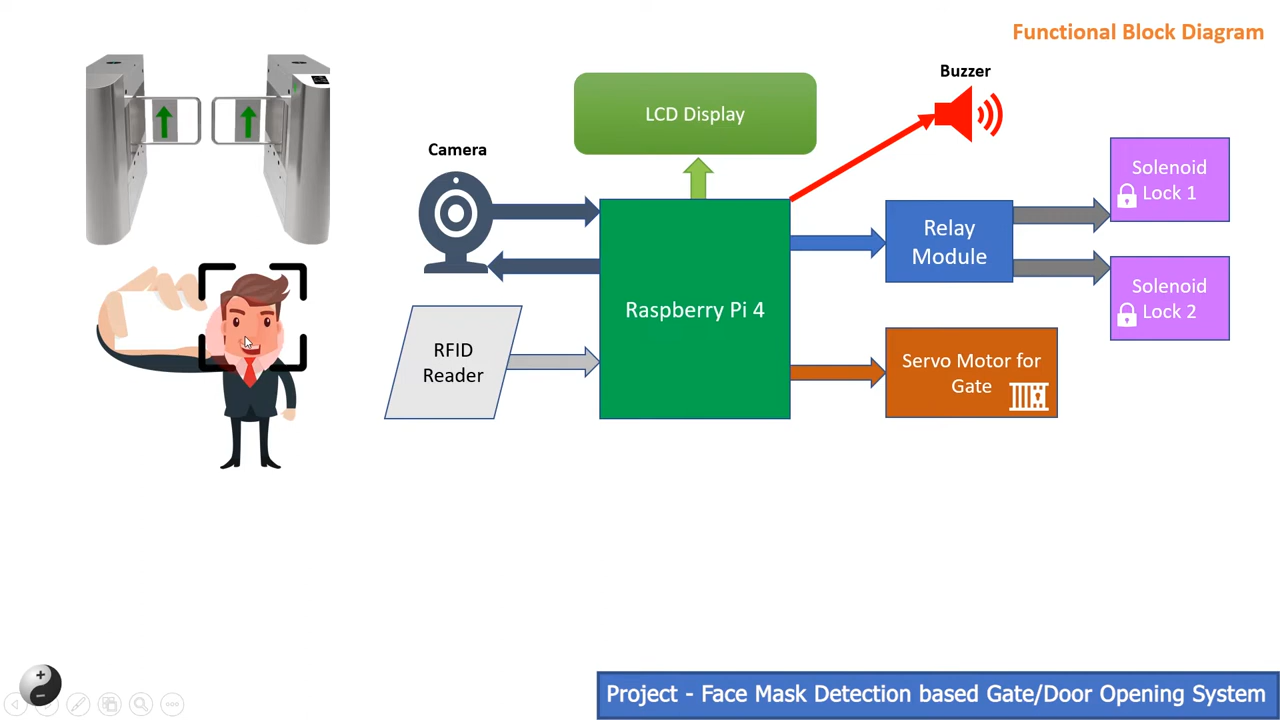 Functional Block Diagram
Buzzer
LCD Display
Camera
Solenoid
Lock 1
Relay
Module
Solenoid
Lock 2
Raspberry Pi 4
RFID
Reader
Servo Motor for
Gate
Project - Face Mask Detection based Gate/Door Opening System